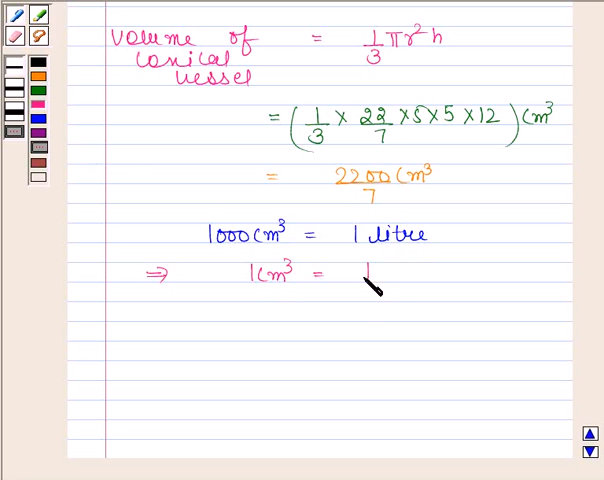 Volume of = 1/3 πr²h
Conical
vessel
= ( 1/3 × 22/7 × 5 × 5 × 12 ) cm³
= 2200/7 cm³
1000 cm³ = 1 litre
⇒ 1 cm³ = 1